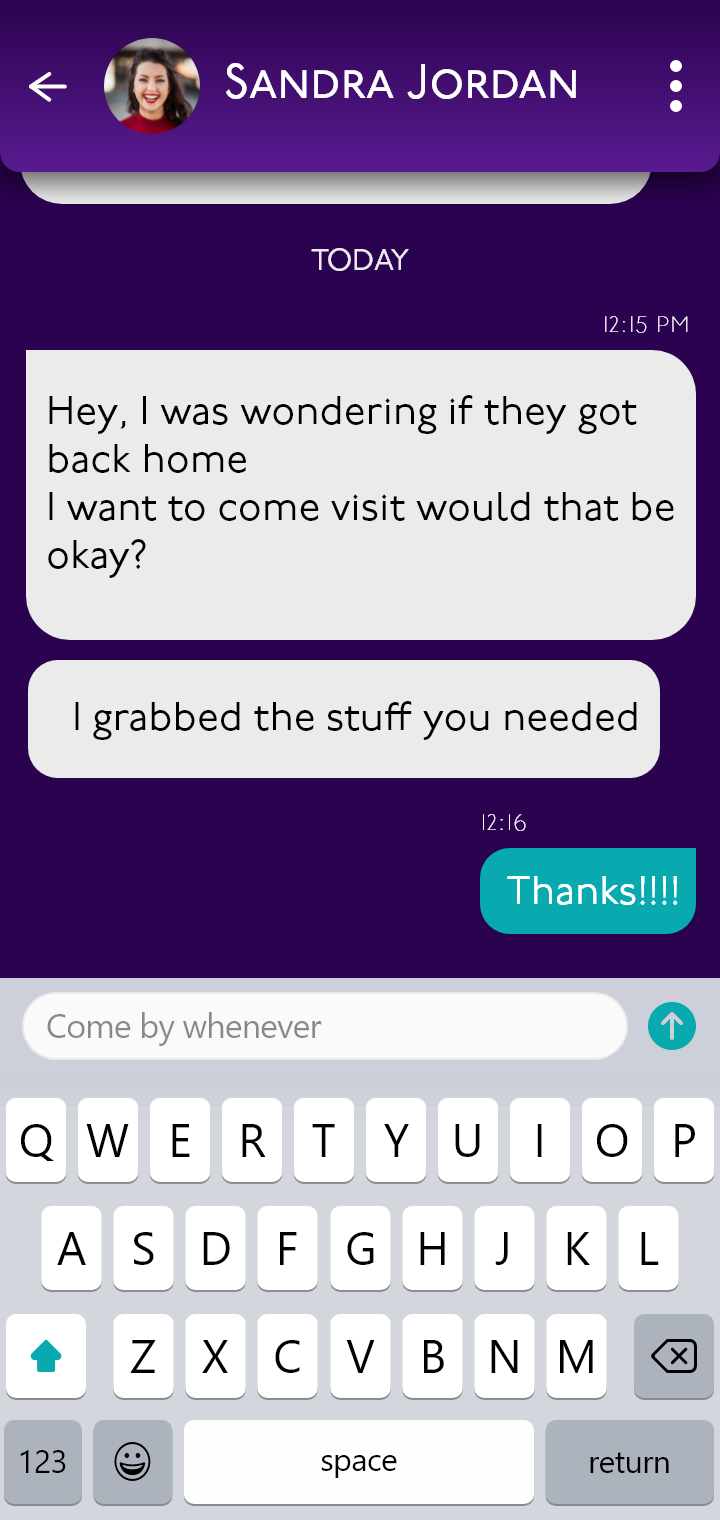 SANDRA JORDAN
TODAY
12:15 PM
Hey, I was wondering if they got
back home
I want to come visit would that be
okay?
I grabbed the stuff you needed
12:16
Thanks!!!!
Come by whenever
Q W E R T Y U I O P
A S D F G H J K L
Z X C V B N M
123 space return